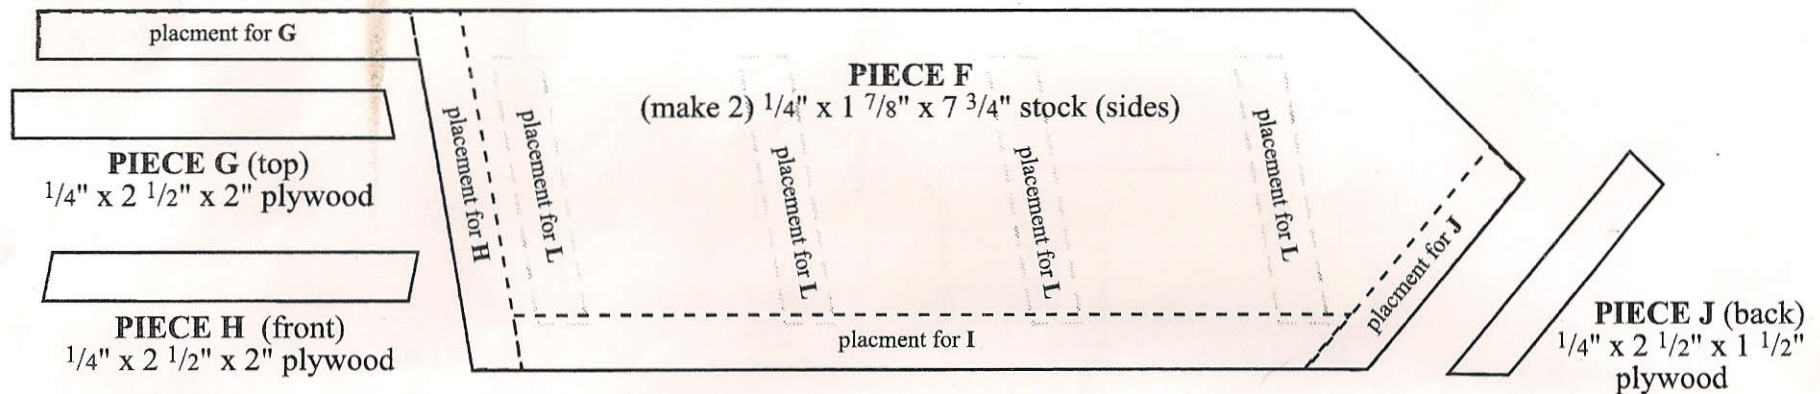 placment for G
PIECE F
(make 2) 1/4" x 1 7/8" x 7 3/4" stock (sides)
PIECE G (top)
1/4" x 2 1/2" x 2" plywood
placement for H
placement for L
placement for L
placement for L
placement for L
placment for J
PIECE H (front)
1/4" x 2 1/2" x 2" plywood
placment for I
PIECE J (back)
1/4" x 2 1/2" x 1 1/2"
plywood